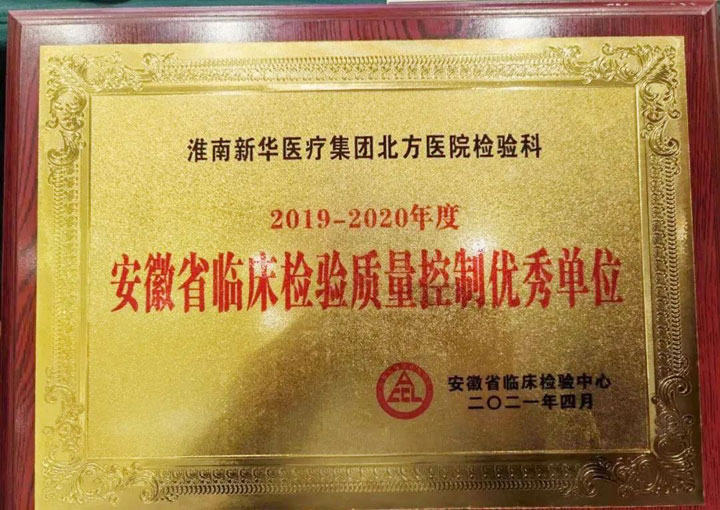 淮南新华医疗集团北方医院检验科
2019-2020年度
安徽省临床检验质量控制优秀单位
安徽省临床检验中心
二〇二一年四月